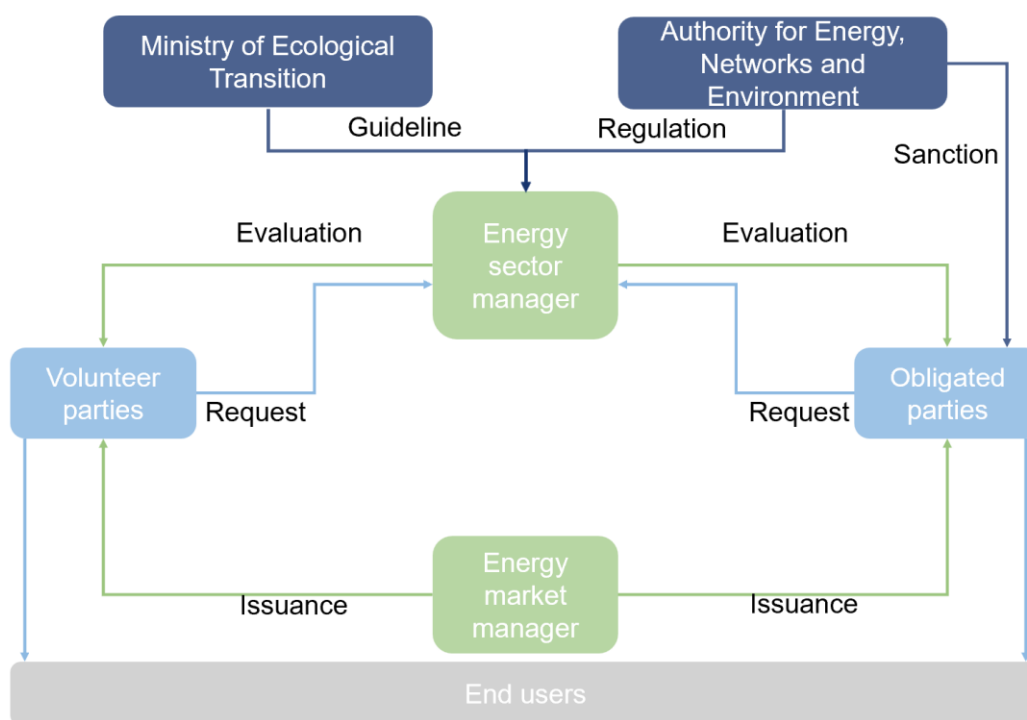 Ministry of Ecological
Transition
Authority for Energy,
Networks and
Environment
Guideline
Regulation
Sanction
Evaluation
Energy
sector
manager
Evaluation
Volunteer
parties
Request
Request
Obligated
parties
Issuance
Energy
market
manager
Issuance
End users